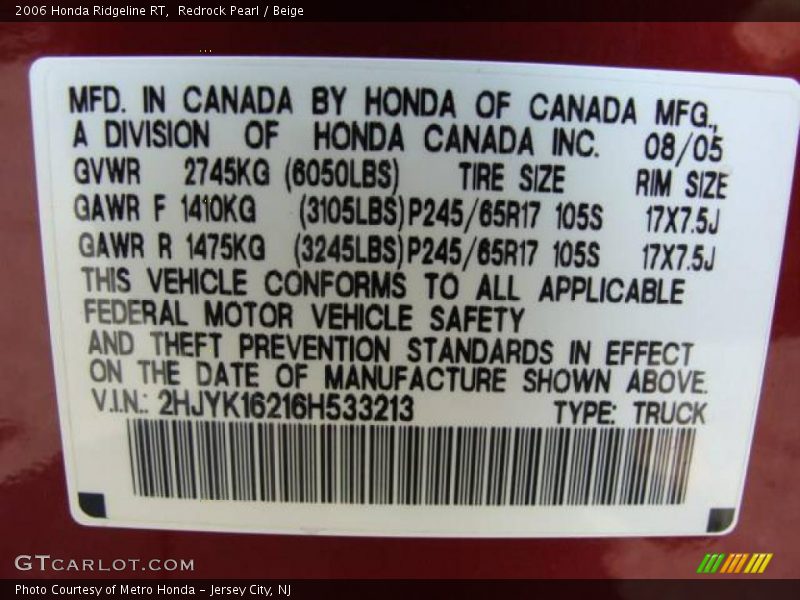 2006 Honda Ridgeline RT,  Redrock Pearl / Beige
MFD. IN CANADA BY HONDA OF CANADA MFG.,
A DIVISION OF HONDA CANADA INC. 08/05
GVWR 2745KG (6050LBS) TIRE SIZE RIM SIZE
GAWR F 1410KG (3105LBS) P245/65R17 105S 17X7.5J
GAWR R 1475KG (3245LBS) P245/65R17 105S 17X7.5J
THIS VEHICLE CONFORMS TO ALL APPLICABLE
FEDERAL MOTOR VEHICLE SAFETY
AND THEFT PREVENTION STANDARDS IN EFFECT
ON THE DATE OF MANUFACTURE SHOWN ABOVE.
V.I.N.: 2HJYK16216H533213 TYPE: TRUCK
GTCARLOT.COM
Photo Courtesy of Metro Honda – Jersey City, NJ